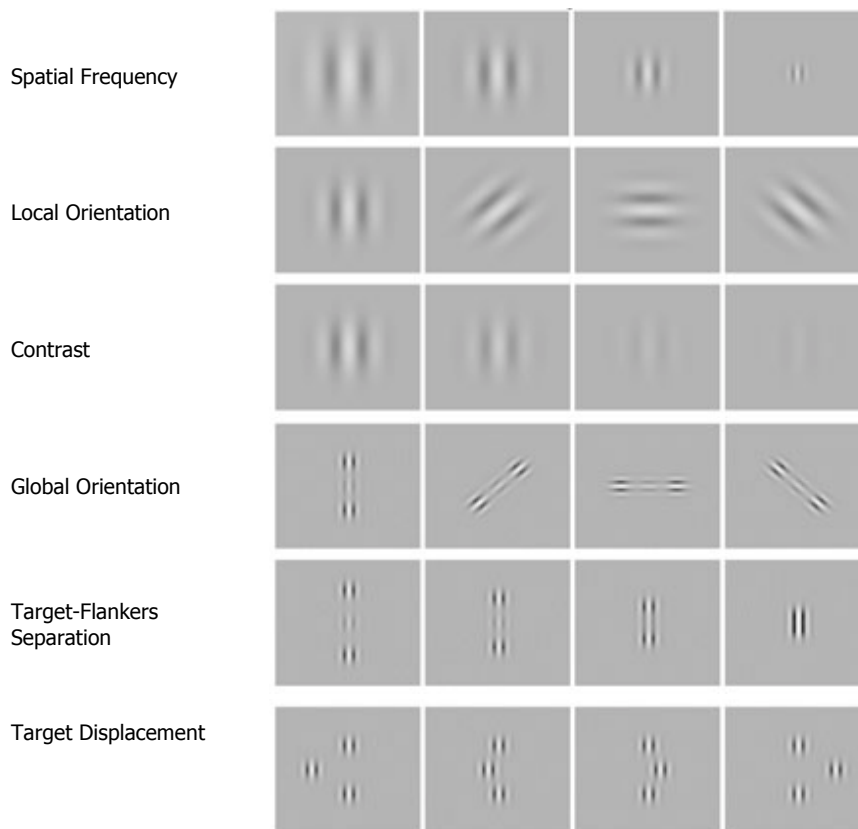 Spatial Frequency
Local Orientation
Contrast
Global Orientation
Target-Flankers
Separation
Target Displacement